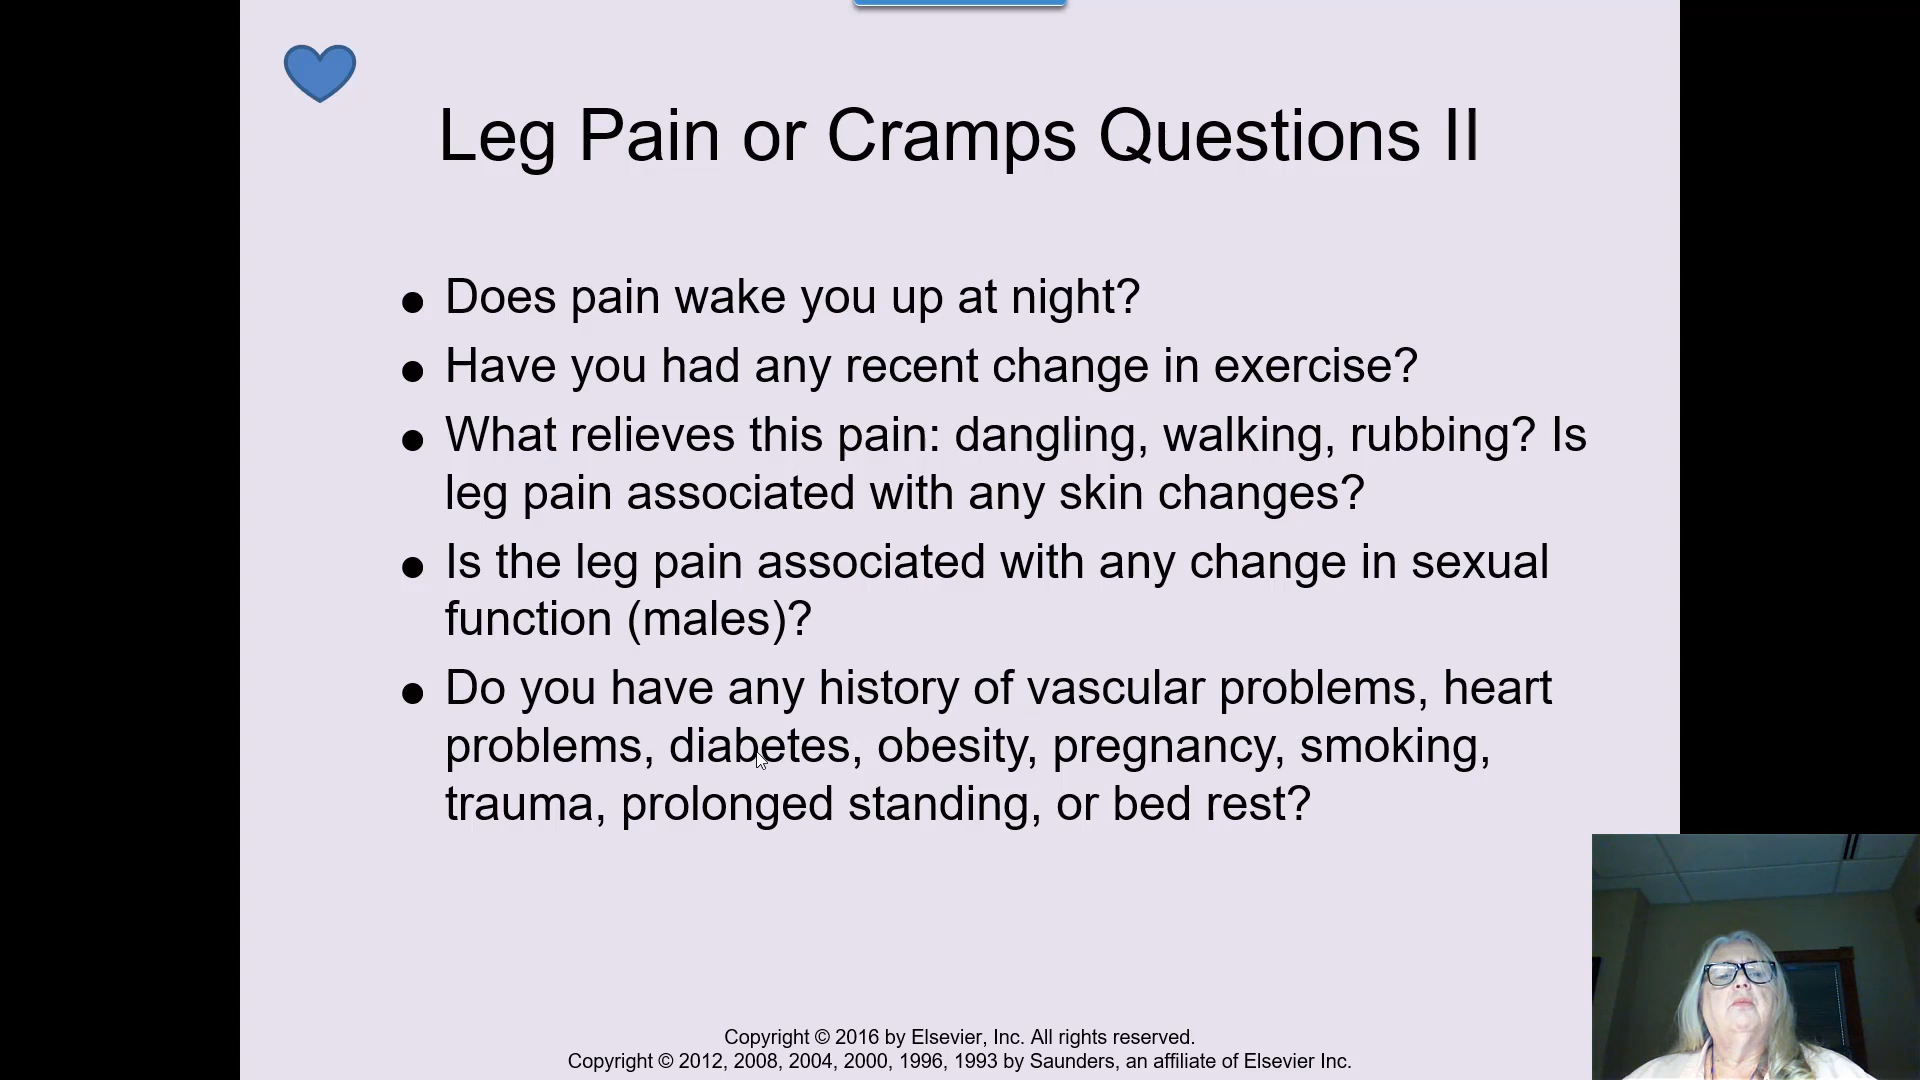 Leg Pain or Cramps Questions II
• Does pain wake you up at night?
• Have you had any recent change in exercise?
• What relieves this pain: dangling, walking, rubbing? Is
leg pain associated with any skin changes?
• Is the leg pain associated with any change in sexual
function (males)?
• Do you have any history of vascular problems, heart
problems, diabetes, obesity, pregnancy, smoking,
trauma, prolonged standing, or bed rest?
Copyright © 2016 by Elsevier, Inc. All rights reserved.
Copyright © 2012, 2008, 2004, 2000, 1996, 1993 by Saunders, an affiliate of Elsevier Inc.